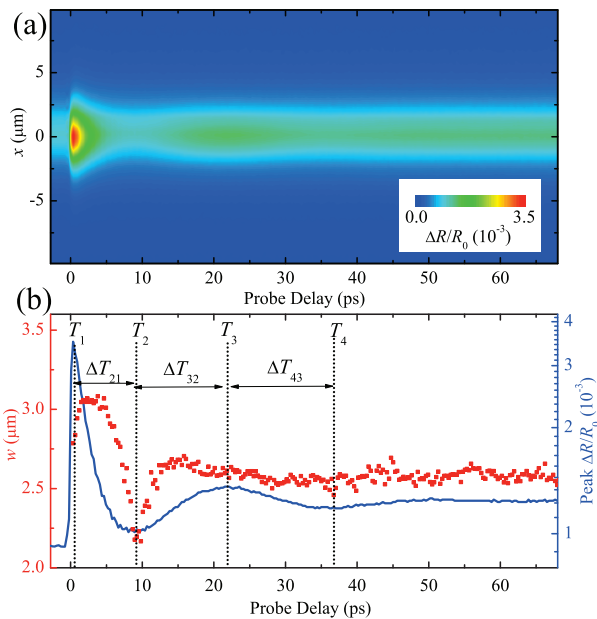 (a)
x (μm)
5
0
-5
0.0 3.5
ΔR/R₀ (10⁻³)
0 10 20 30 40 50 60
Probe Delay (ps)
(b)
w (μm)
3.5
3.0
2.5
2.0
T₁ T₂ T₃ T₄
ΔT₂₁ ΔT₃₂ ΔT₄₃
4
3
2
1
Peak ΔR/R₀ (10⁻³)
0 10 20 30 40 50 60
Probe Delay (ps)